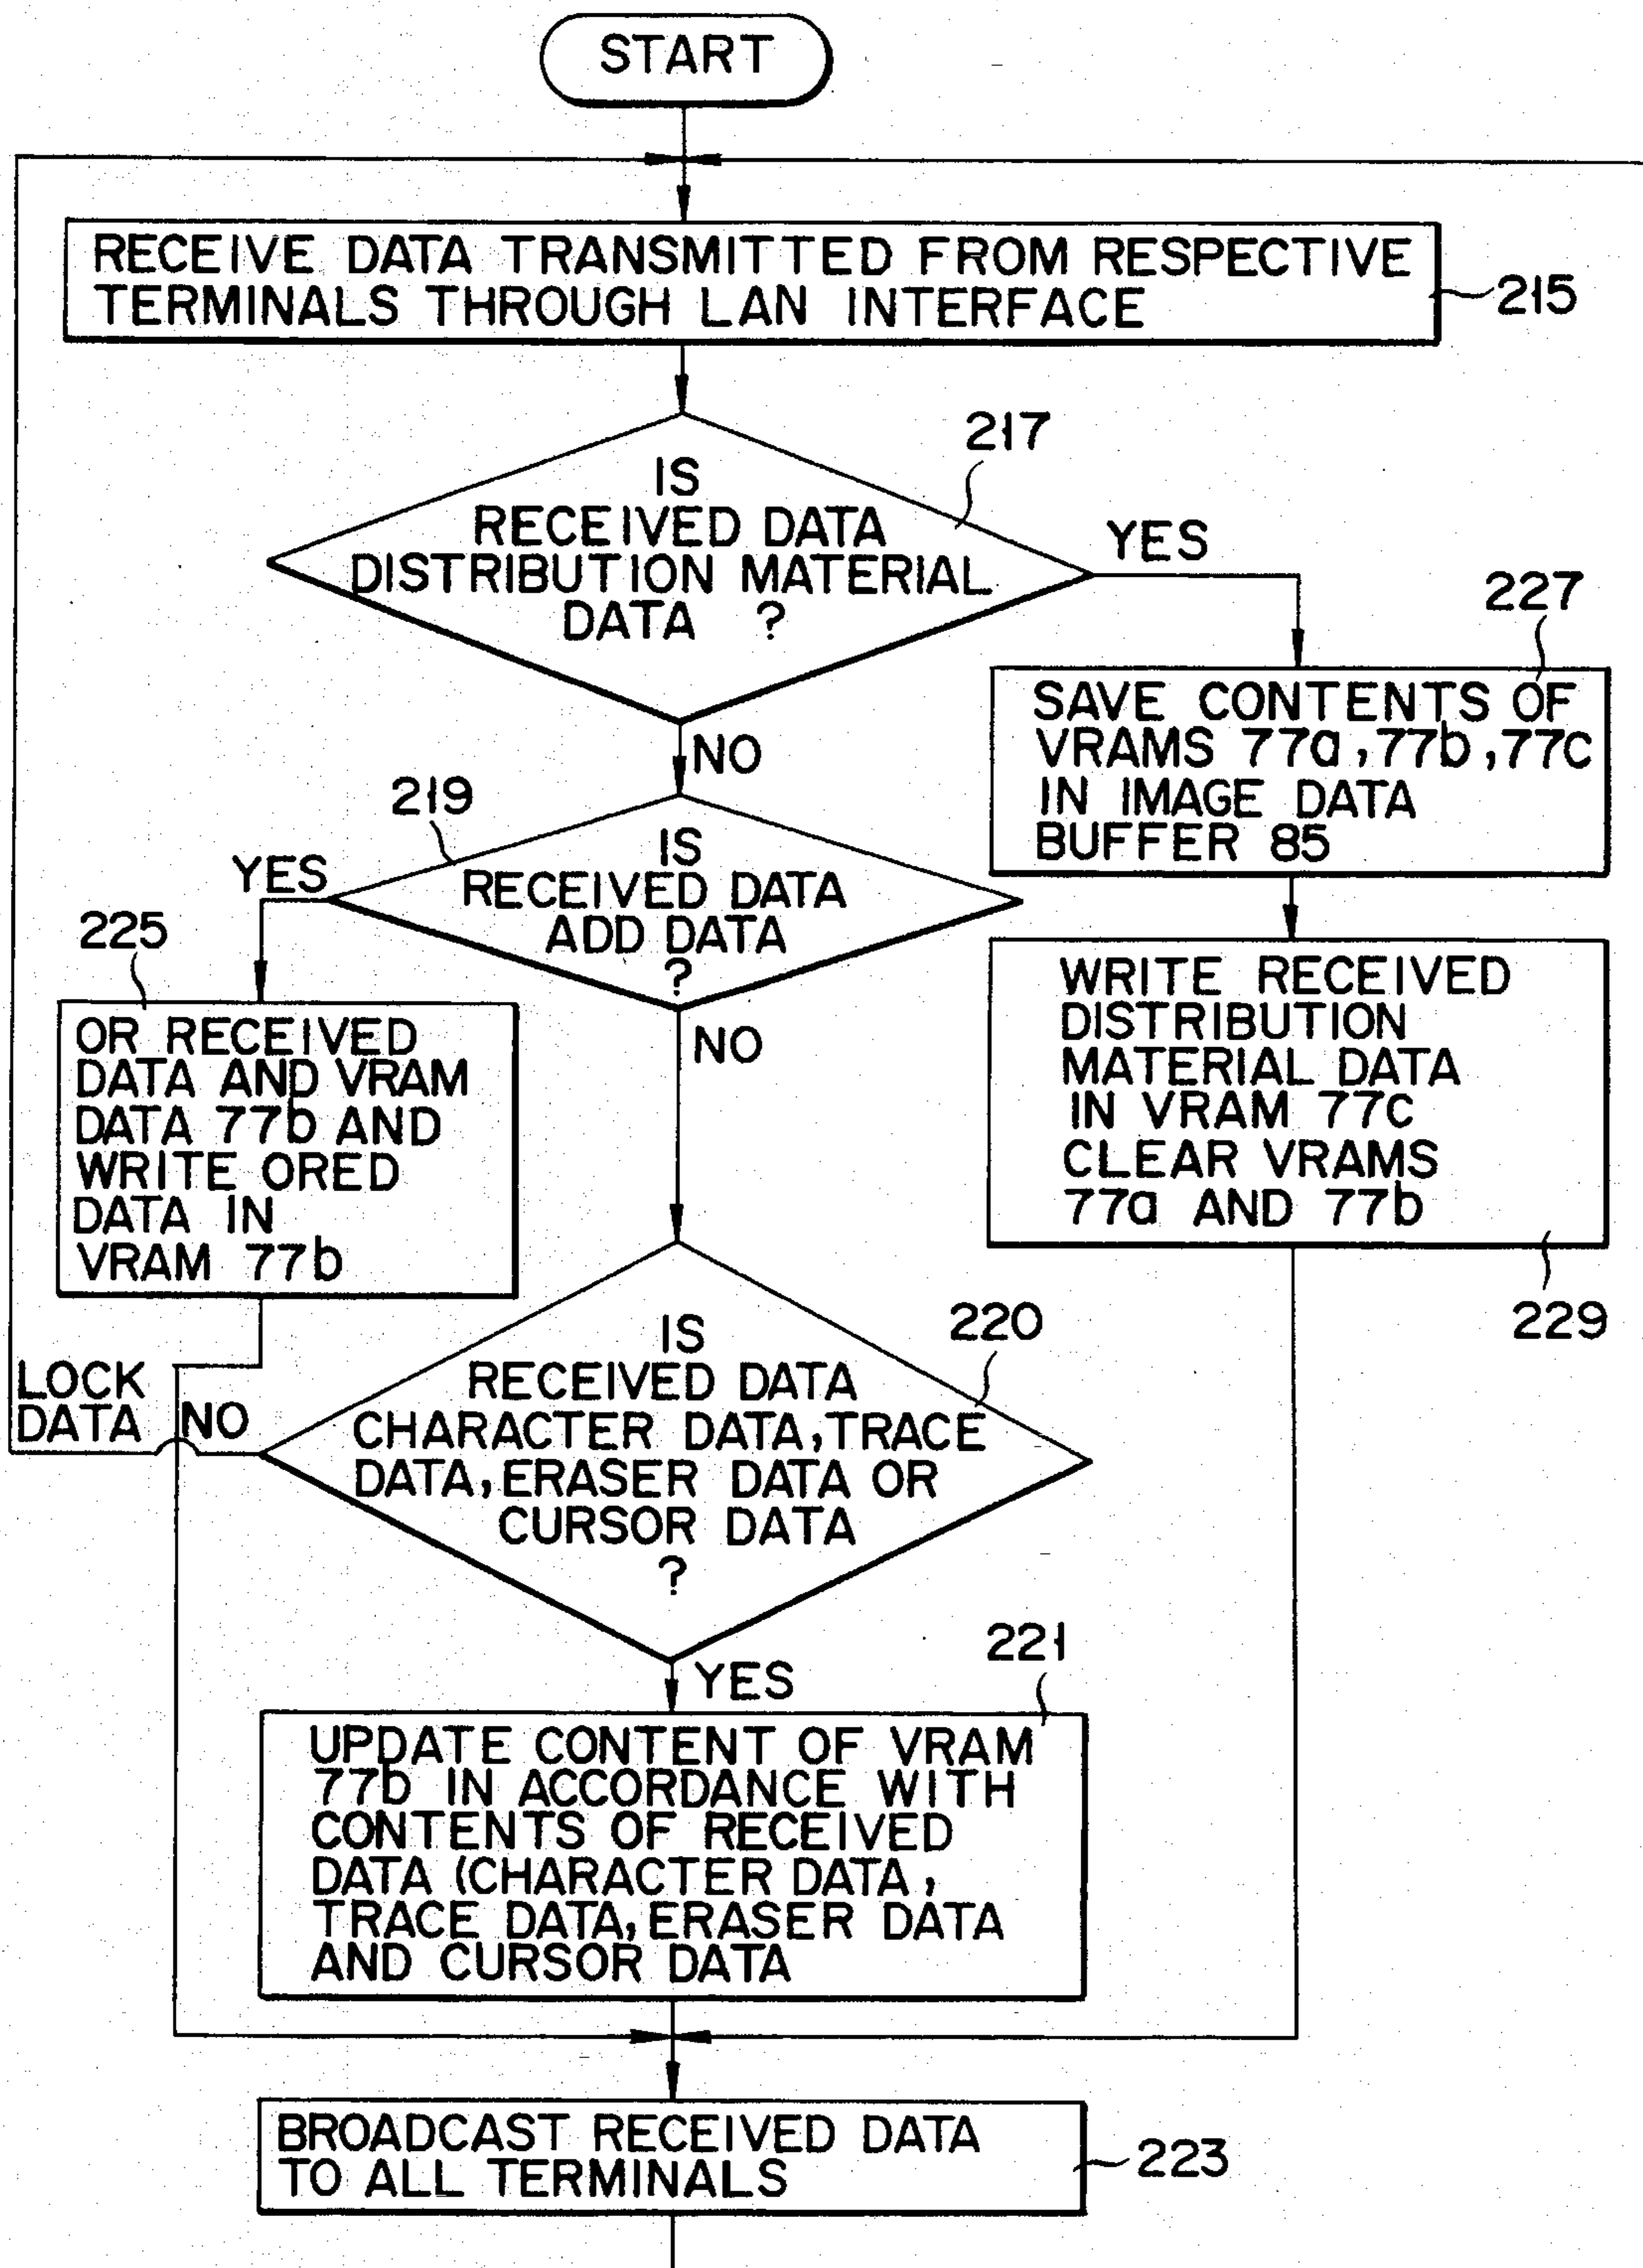 START
RECEIVE DATA TRANSMITTED FROM RESPECTIVE
TERMINALS THROUGH LAN INTERFACE
215
217
IS
RECEIVED DATA
DISTRIBUTION MATERIAL
DATA ?
YES
NO
227
SAVE CONTENTS OF
VRAMS 77a, 77b, 77c
IN IMAGE DATA
BUFFER 85
219
IS
RECEIVED DATA
ADD DATA
?
YES
NO
225
OR RECEIVED
DATA AND VRAM
DATA 77b AND
WRITE ORED
DATA IN
VRAM 77b
WRITE RECEIVED
DISTRIBUTION
MATERIAL DATA
IN VRAM 77c
CLEAR VRAMS
77a AND 77b
229
220
IS
RECEIVED DATA
CHARACTER DATA, TRACE
DATA, ERASER DATA OR
CURSOR DATA
?
LOCK
DATA
NO
YES
221
UPDATE CONTENT OF VRAM
77b IN ACCORDANCE WITH
CONTENTS OF RECEIVED
DATA (CHARACTER DATA,
TRACE DATA, ERASER DATA
AND CURSOR DATA
BROADCAST RECEIVED DATA
TO ALL TERMINALS
223